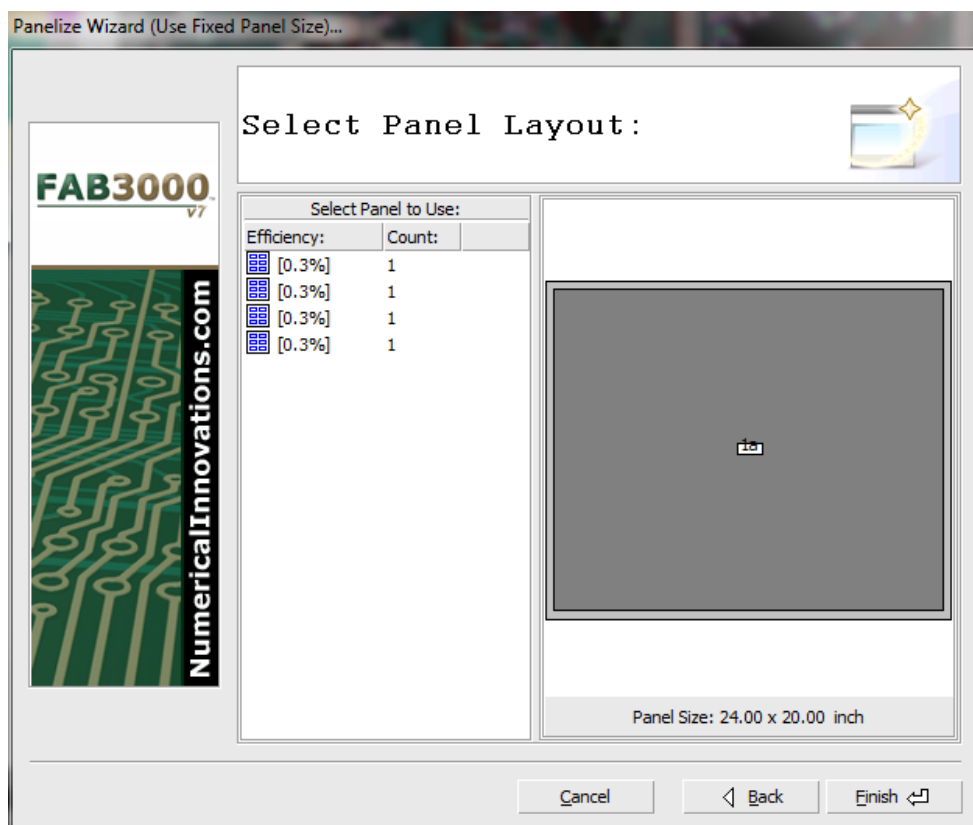 Panelize Wizard (Use Fixed Panel Size)...
Select Panel Layout:
FAB3000
v7
NumericalInnovations.com
Select Panel to Use:
Efficiency: Count:
[0.3%] 1
[0.3%] 1
[0.3%] 1
[0.3%] 1
1a
Panel Size: 24.00 x 20.00 inch
Cancel
Back
Finish